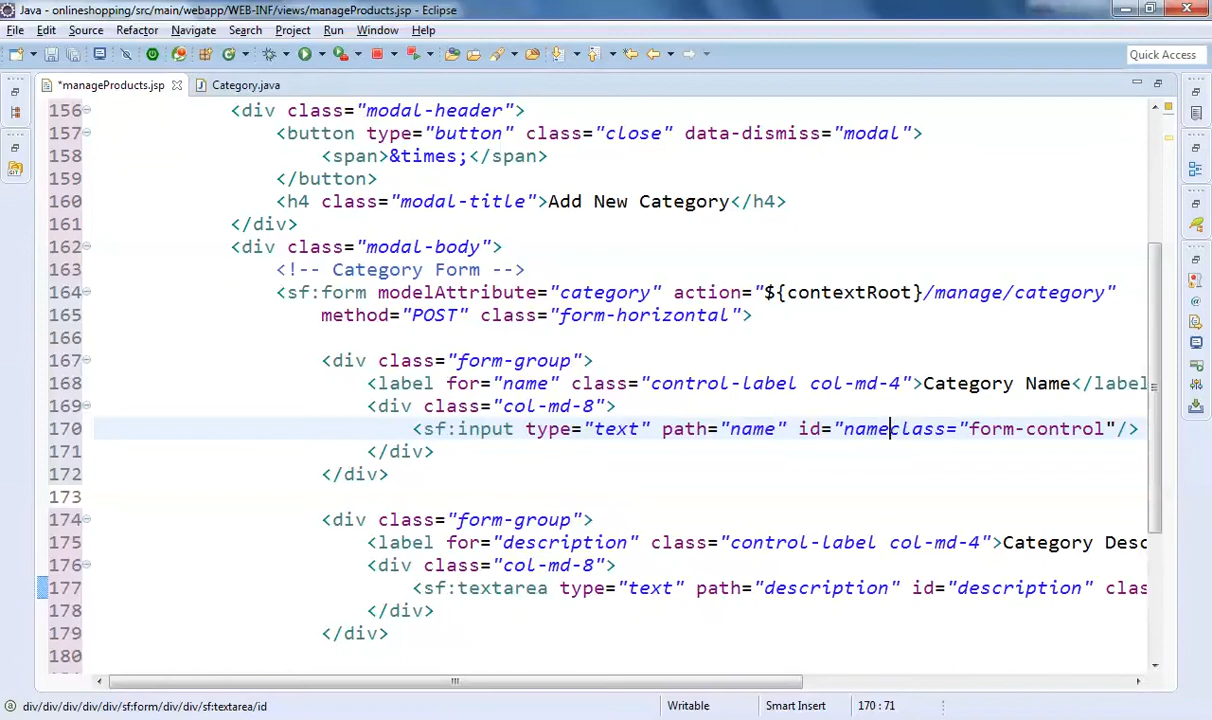 Java - onlineshopping/src/main/webapp/WEB-INF/views/manageProducts.jsp - Eclipse
File Edit Source Refactor Navigate Search Project Run Window Help
Quick Access
*manageProducts.jsp Category.java
156 <div class="modal-header">
157 <button type="button" class="close" data-dismiss="modal">
158 <span>&times;</span>
159 </button>
160 <h4 class="modal-title">Add New Category</h4>
161 </div>
162 <div class="modal-body">
163 <!-- Category Form -->
164 <sf:form modelAttribute="category" action="${contextRoot}/manage/category"
165 method="POST" class="form-horizontal">
166
167 <div class="form-group">
168 <label for="name" class="control-label col-md-4">Category Name</label
169 <div class="col-md-8">
170 <sf:input type="text" path="name" id="nameclass="form-control"/>
171 </div>
172 </div>
173
174 <div class="form-group">
175 <label for="description" class="control-label col-md-4">Category Desc
176 <div class="col-md-8">
177 <sf:textarea type="text" path="description" id="description" clas
178 </div>
179 </div>
180
div/div/div/div/div/sf:form/div/div/sf:textarea/id Writable Smart Insert 170 : 71